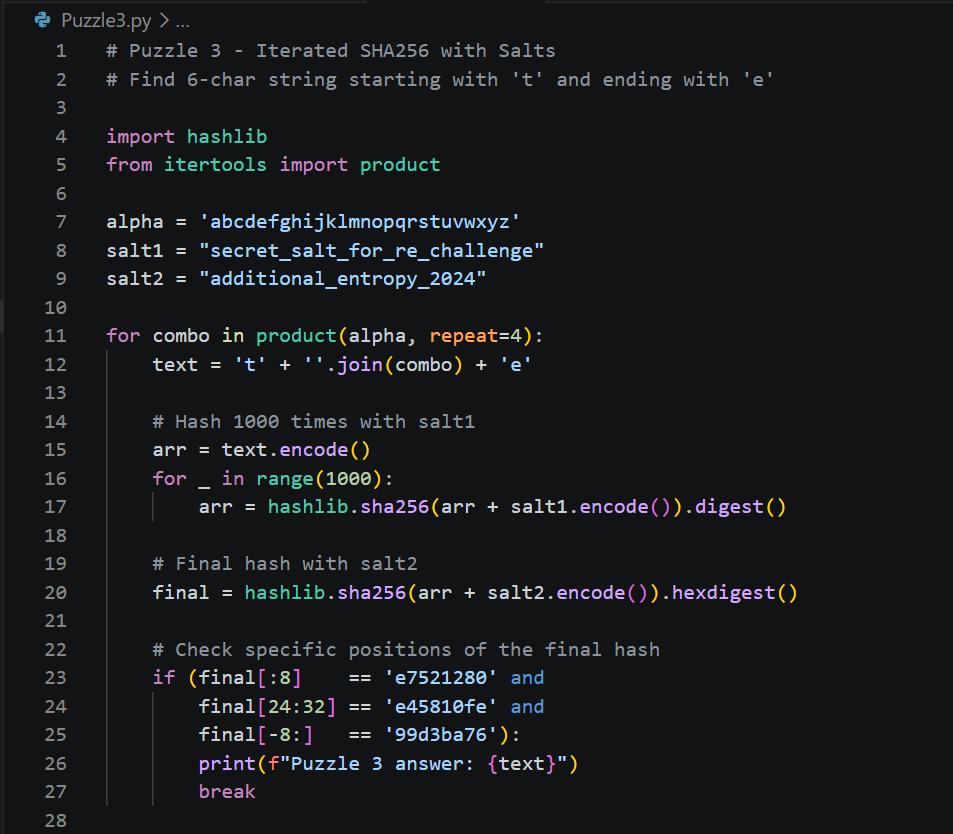 Puzzle3.py > ...
1 # Puzzle 3 - Iterated SHA256 with Salts
2 # Find 6-char string starting with 't' and ending with 'e'
3
4 import hashlib
5 from itertools import product
6
7 alpha = 'abcdefghijklmnopqrstuvwxyz'
8 salt1 = "secret_salt_for_re_challenge"
9 salt2 = "additional_entropy_2024"
10
11 for combo in product(alpha, repeat=4):
12     text = 't' + ''.join(combo) + 'e'
13
14     # Hash 1000 times with salt1
15     arr = text.encode()
16     for _ in range(1000):
17         arr = hashlib.sha256(arr + salt1.encode()).digest()
18
19     # Final hash with salt2
20     final = hashlib.sha256(arr + salt2.encode()).hexdigest()
21
22     # Check specific positions of the final hash
23     if (final[:8]    == 'e7521280' and
24         final[24:32] == 'e45810fe' and
25         final[-8:]   == '99d3ba76'):
26         print(f"Puzzle 3 answer: {text}")
27         break
28